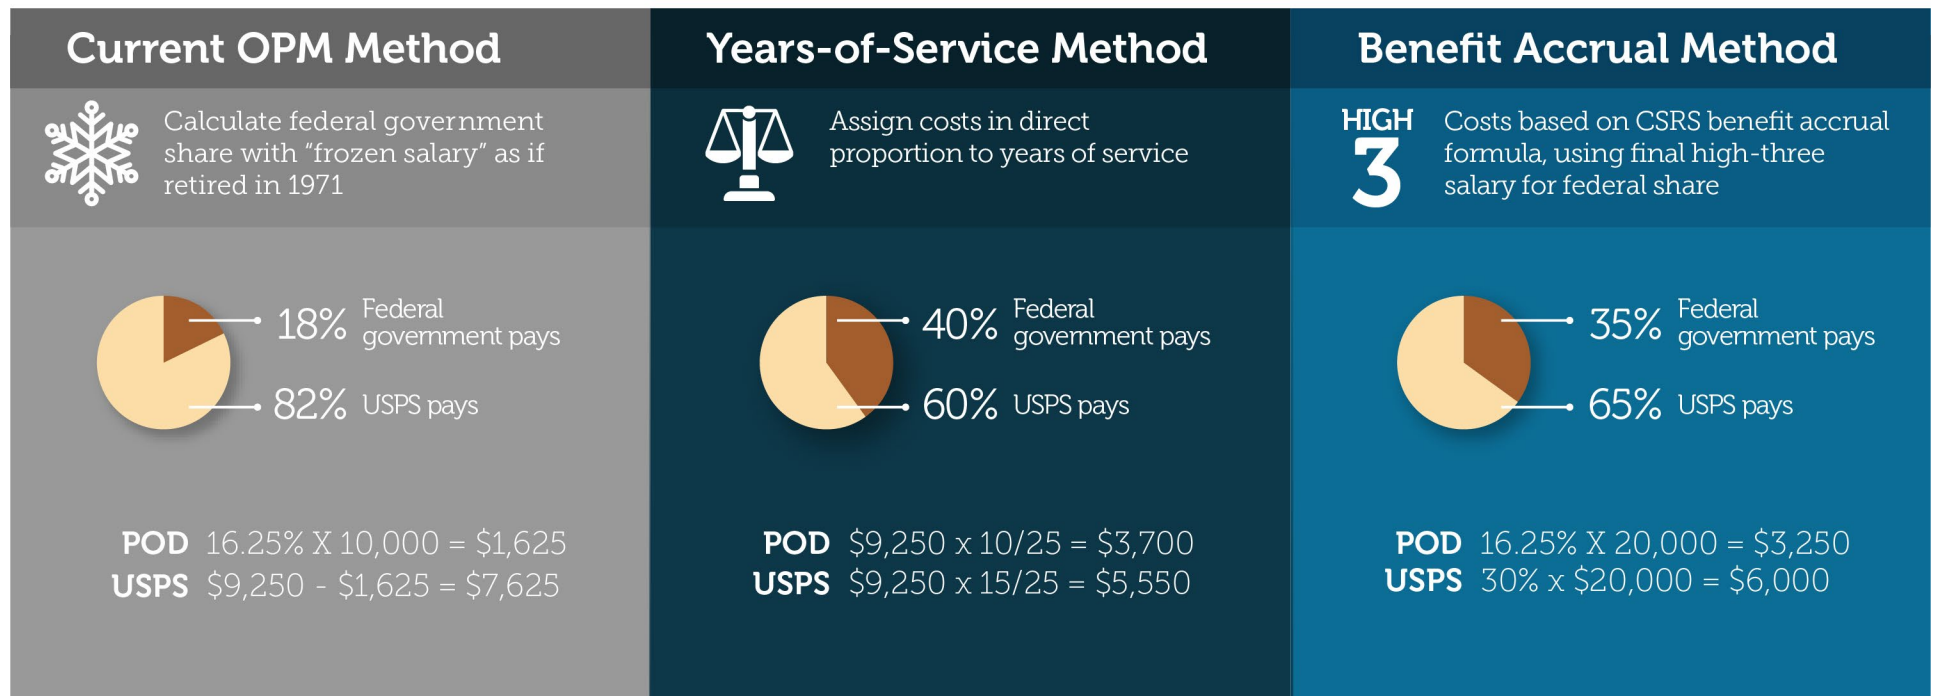 Current OPM Method
Calculate federal government
share with “frozen salary” as if
retired in 1971
18% Federal
government pays
82% USPS pays
POD 16.25% X 10,000 = $1,625
USPS $9,250 - $1,625 = $7,625
Years-of-Service Method
Assign costs in direct
proportion to years of service
40% Federal
government pays
60% USPS pays
POD $9,250 x 10/25 = $3,700
USPS $9,250 x 15/25 = $5,550
Benefit Accrual Method
HIGH
3
Costs based on CSRS benefit accrual
formula, using final high-three
salary for federal share
35% Federal
government pays
65% USPS pays
POD 16.25% X 20,000 = $3,250
USPS 30% x $20,000 = $6,000